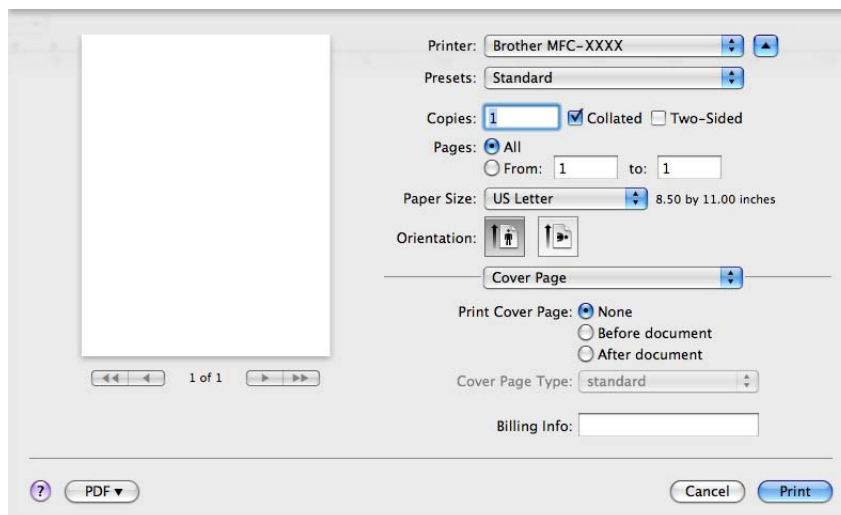 Printer: Brother MFC-XXXX
Presets: Standard
Copies: 1 Collated Two-Sided
Pages: All
From: 1 to: 1
Paper Size: US Letter 8.50 by 11.00 inches
Orientation:
Cover Page
Print Cover Page: None
Before document
After document
Cover Page Type: standard
Billing Info:
1 of 1
? PDF Cancel Print